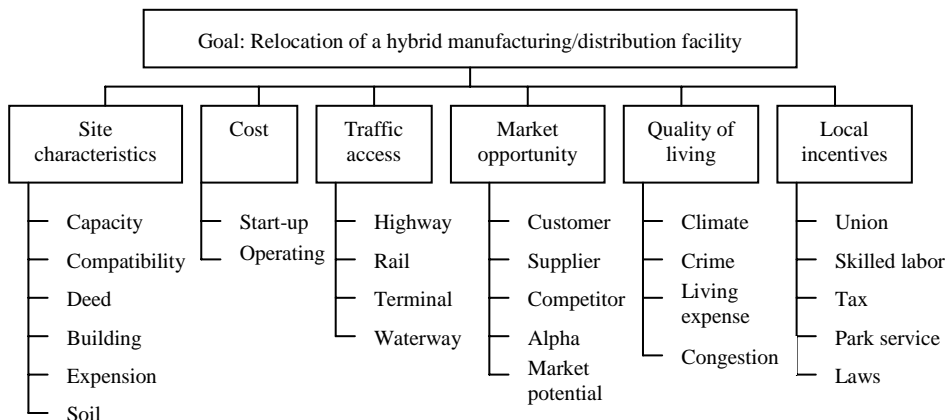 Goal: Relocation of a hybrid manufacturing/distribution facility
Site
characteristics
Cost
Traffic
access
Market
opportunity
Quality of
living
Local
incentives
Capacity
Compatibility
Deed
Building
Expension
Soil
Start-up
Operating
Highway
Rail
Terminal
Waterway
Customer
Supplier
Competitor
Alpha
Market
potential
Climate
Crime
Living
expense
Congestion
Union
Skilled labor
Tax
Park service
Laws